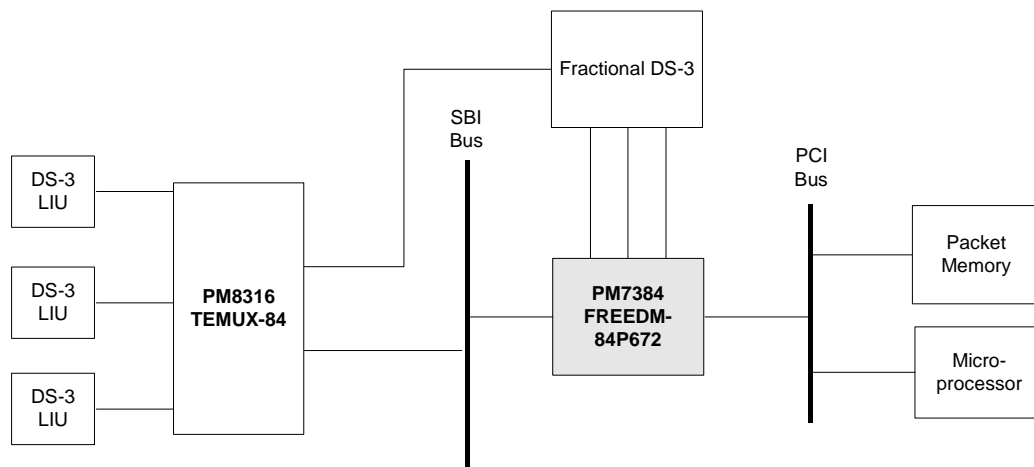 Fractional DS-3
SBI
Bus
PCI
Bus
DS-3
LIU
DS-3
LIU
DS-3
LIU
PM8316
TEMUX-84
PM7384
FREEDM-
84P672
Packet
Memory
Micro-
processor